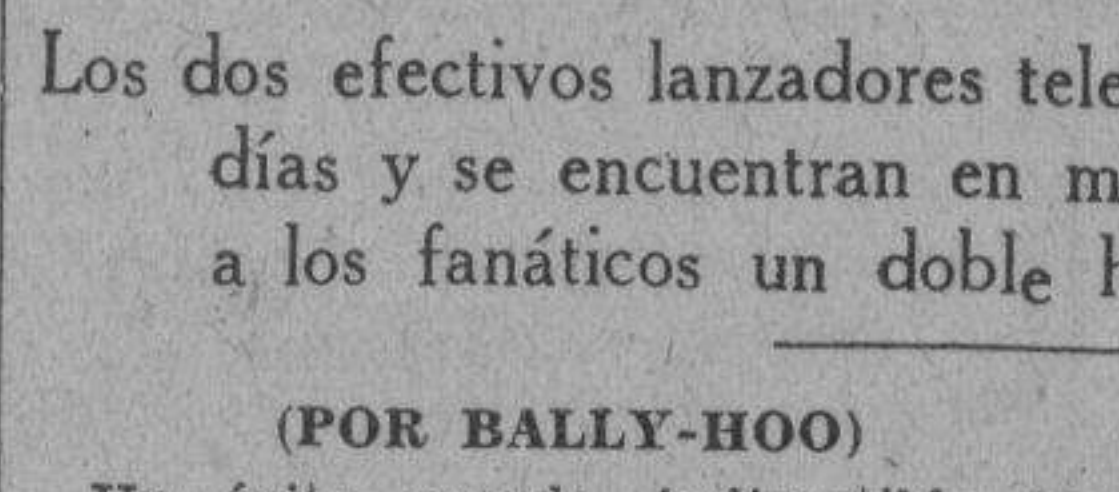 Los dos efectivos lanzadores tele
días y se encuentran en m
a los fanáticos un doble h
(POR BALLY-HOO)